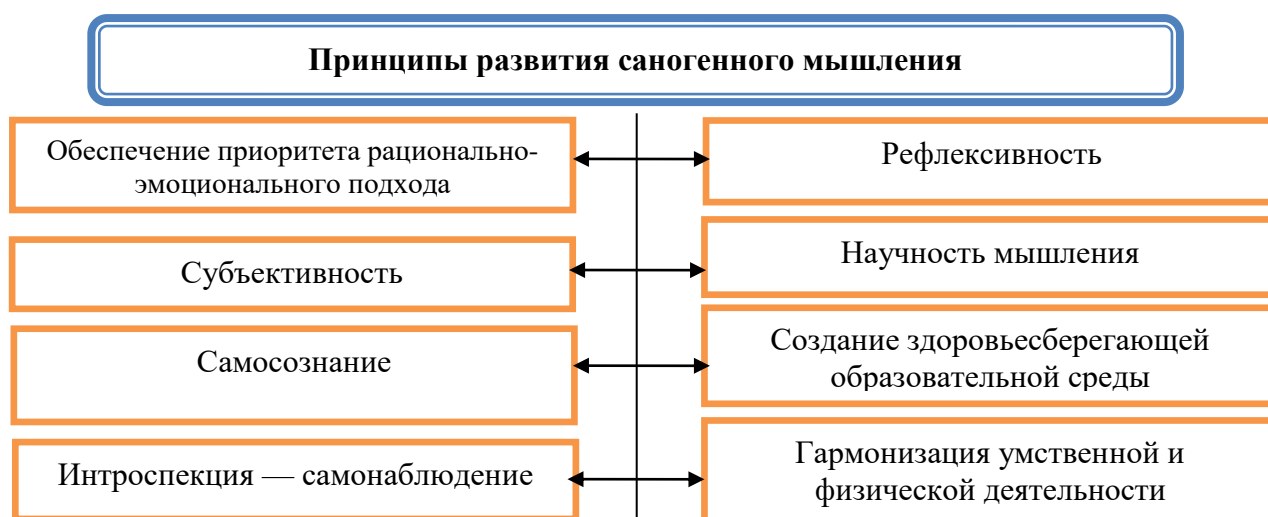 Принципы развития саногенного мышления
Обеспечение приоритета рационально-
эмоционального подхода
Рефлексивность
Субъективность
Научность мышления
Самосознание
Создание здоровьесберегающей
образовательной среды
Интроспекция — самонаблюдение
Гармонизация умственной и
физической деятельности